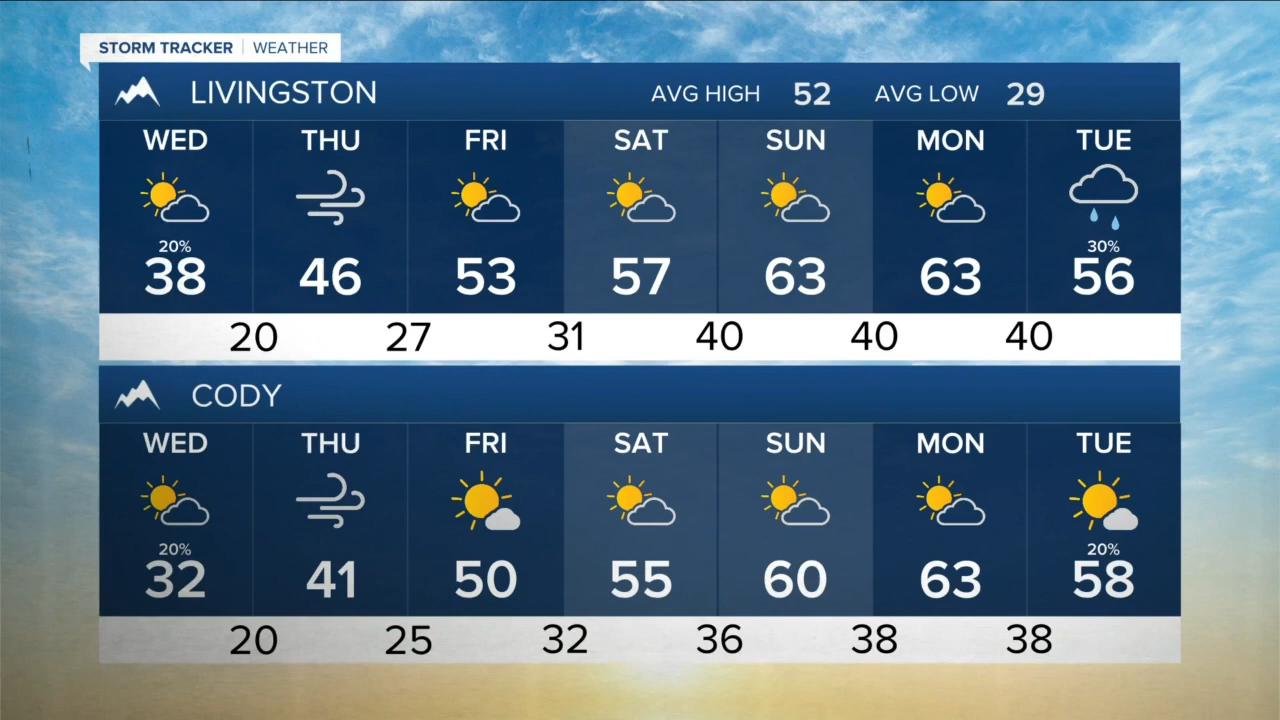 STORM TRACKER | WEATHER
LIVINGSTON AVG HIGH 52 AVG LOW 29
WED THU FRI SAT SUN MON TUE
20% 30%
38 46 53 57 63 63 56
20 27 31 40 40 40
CODY
WED THU FRI SAT SUN MON TUE
20% 20%
32 41 50 55 60 63 58
20 25 32 36 38 38